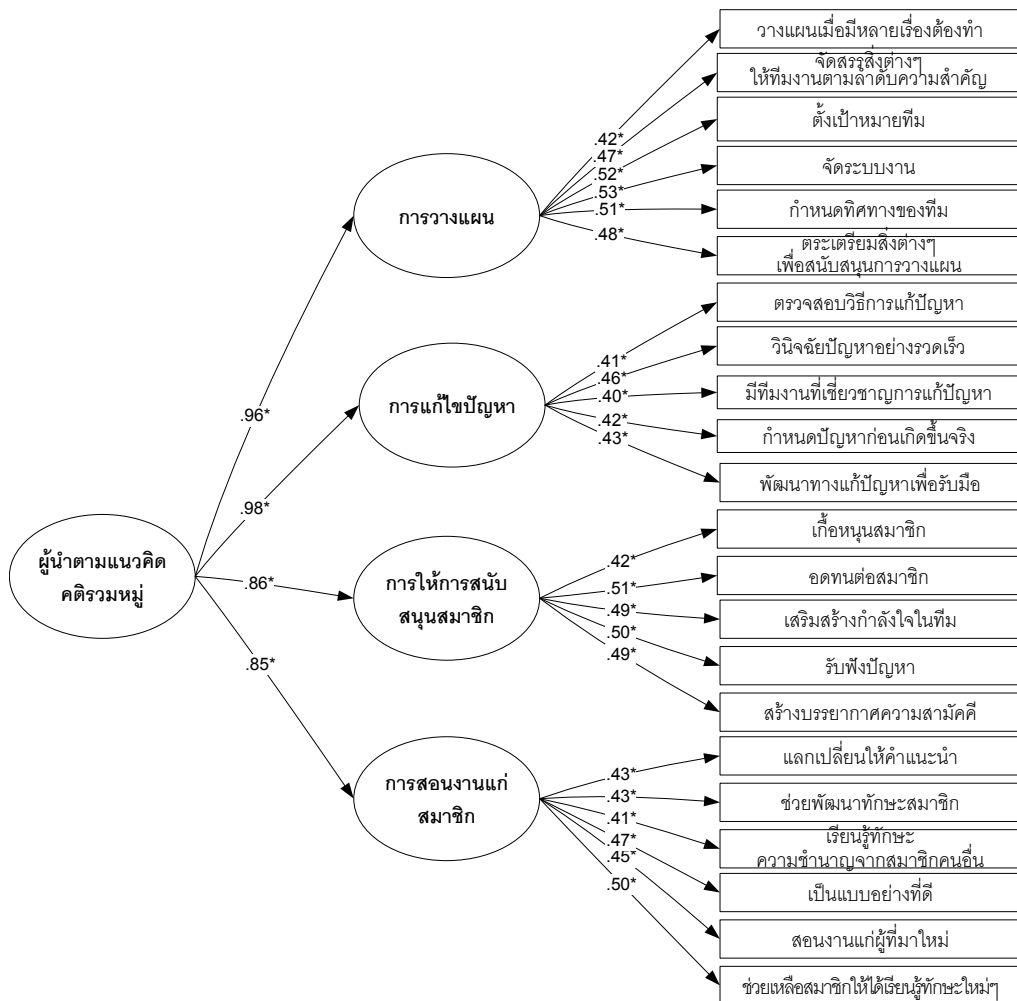 ผู้นำตามแนวคิด
คติรวมหมู่
.96*
.98*
.86*
.85*
การวางแผน
.42*
.47*
.52*
.53*
.51*
.48*
วางแผนเมื่อมีหลายเรื่องต้องทำ
จัดสรรสิ่งต่างๆ
ให้ทีมงานตามลำดับความสำคัญ
ตั้งเป้าหมายทีม
จัดระบบงาน
กำหนดทิศทางของทีม
ตระเตรียมสิ่งต่างๆ
เพื่อสนับสนุนการวางแผน
การแก้ไขปัญหา
.41*
.46*
.40*
.42*
.43*
ตรวจสอบวิธีการแก้ปัญหา
วินิจฉัยปัญหาอย่างรวดเร็ว
มีทีมงานที่เชี่ยวชาญการแก้ปัญหา
กำหนดปัญหาก่อนเกิดขึ้นจริง
พัฒนาทางแก้ปัญหาเพื่อรับมือ
การให้การสนับ
สนุนสมาชิก
.42*
.51*
.49*
.50*
.49*
เกื้อหนุนสมาชิก
อดทนต่อสมาชิก
เสริมสร้างกำลังใจในทีม
รับฟังปัญหา
สร้างบรรยากาศความสามัคคี
การสอนงานแก่
สมาชิก
.43*
.43*
.41*
.47*
.45*
.50*
แลกเปลี่ยนให้คำแนะนำ
ช่วยพัฒนาทักษะสมาชิก
เรียนรู้ทักษะ
ความชำนาญจากสมาชิกคนอื่น
เป็นแบบอย่างที่ดี
สอนงานแก่ผู้ที่มาใหม่
ช่วยเหลือสมาชิกให้ได้เรียนรู้ทักษะใหม่ๆ